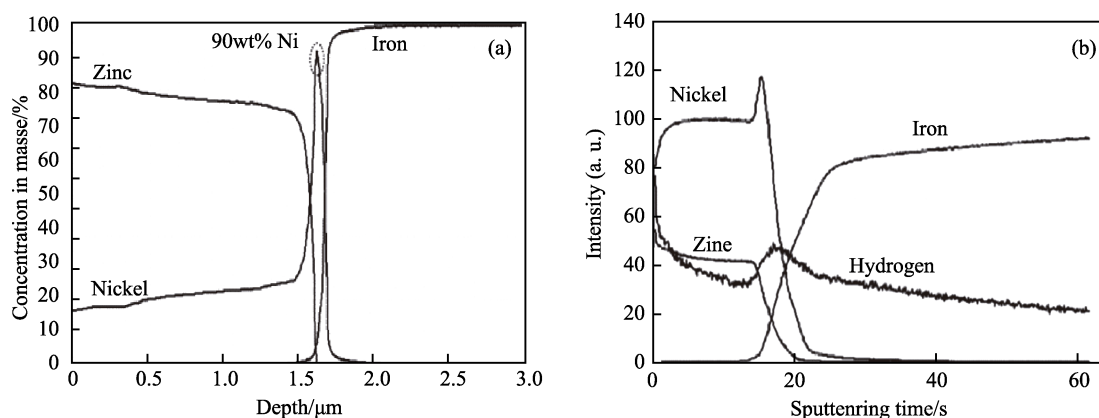 (a)
90wt% Ni
Iron
Zinc
Nickel
Concentration in masse/%
100
90
80
70
60
50
40
30
20
10
0
0
0.5
1.0
1.5
2.0
2.5
3.0
Depth/μm
(b)
Nickel
Iron
Zine
Hydrogen
Intensity (a. u.)
140
120
100
80
60
40
20
0
0
20
40
60
Sputtenring time/s